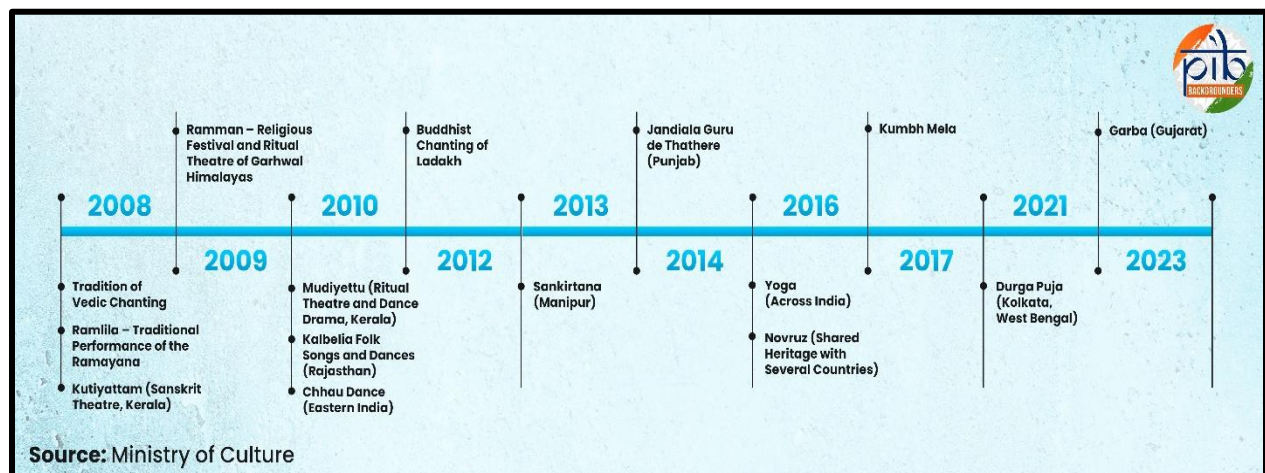 pib
BACKGROUNDERS
Ramman – Religious
Festival and Ritual
Theatre of Garhwal
Himalayas
Buddhist
Chanting of
Ladakh
Jandiala Guru
de Thathere
(Punjab)
Kumbh Mela
Garba (Gujarat)
2008
2010
2013
2016
2021
2009
2012
2014
2017
2023
Tradition of
Vedic Chanting
Ramlila – Traditional
Performance of the
Ramayana
Kutiyattam (Sanskrit
Theatre, Kerala)
Mudiyettu (Ritual
Theatre and Dance
Drama, Kerala)
Kalbelia Folk
Songs and Dances
(Rajasthan)
Chhau Dance
(Eastern India)
Sankirtana
(Manipur)
Yoga
(Across India)
Novruz (Shared
Heritage with
Several Countries)
Durga Puja
(Kolkata,
West Bengal)
Source: Ministry of Culture